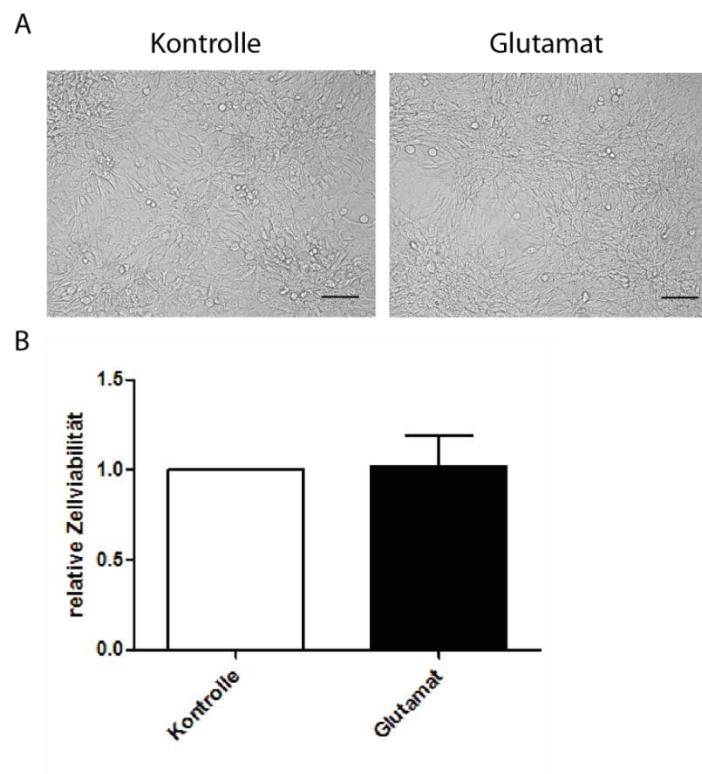 A
Kontrolle Glutamat
B
relative Zellviabilität
1.5
1.0
0.5
0.0
Kontrolle
Glutamat